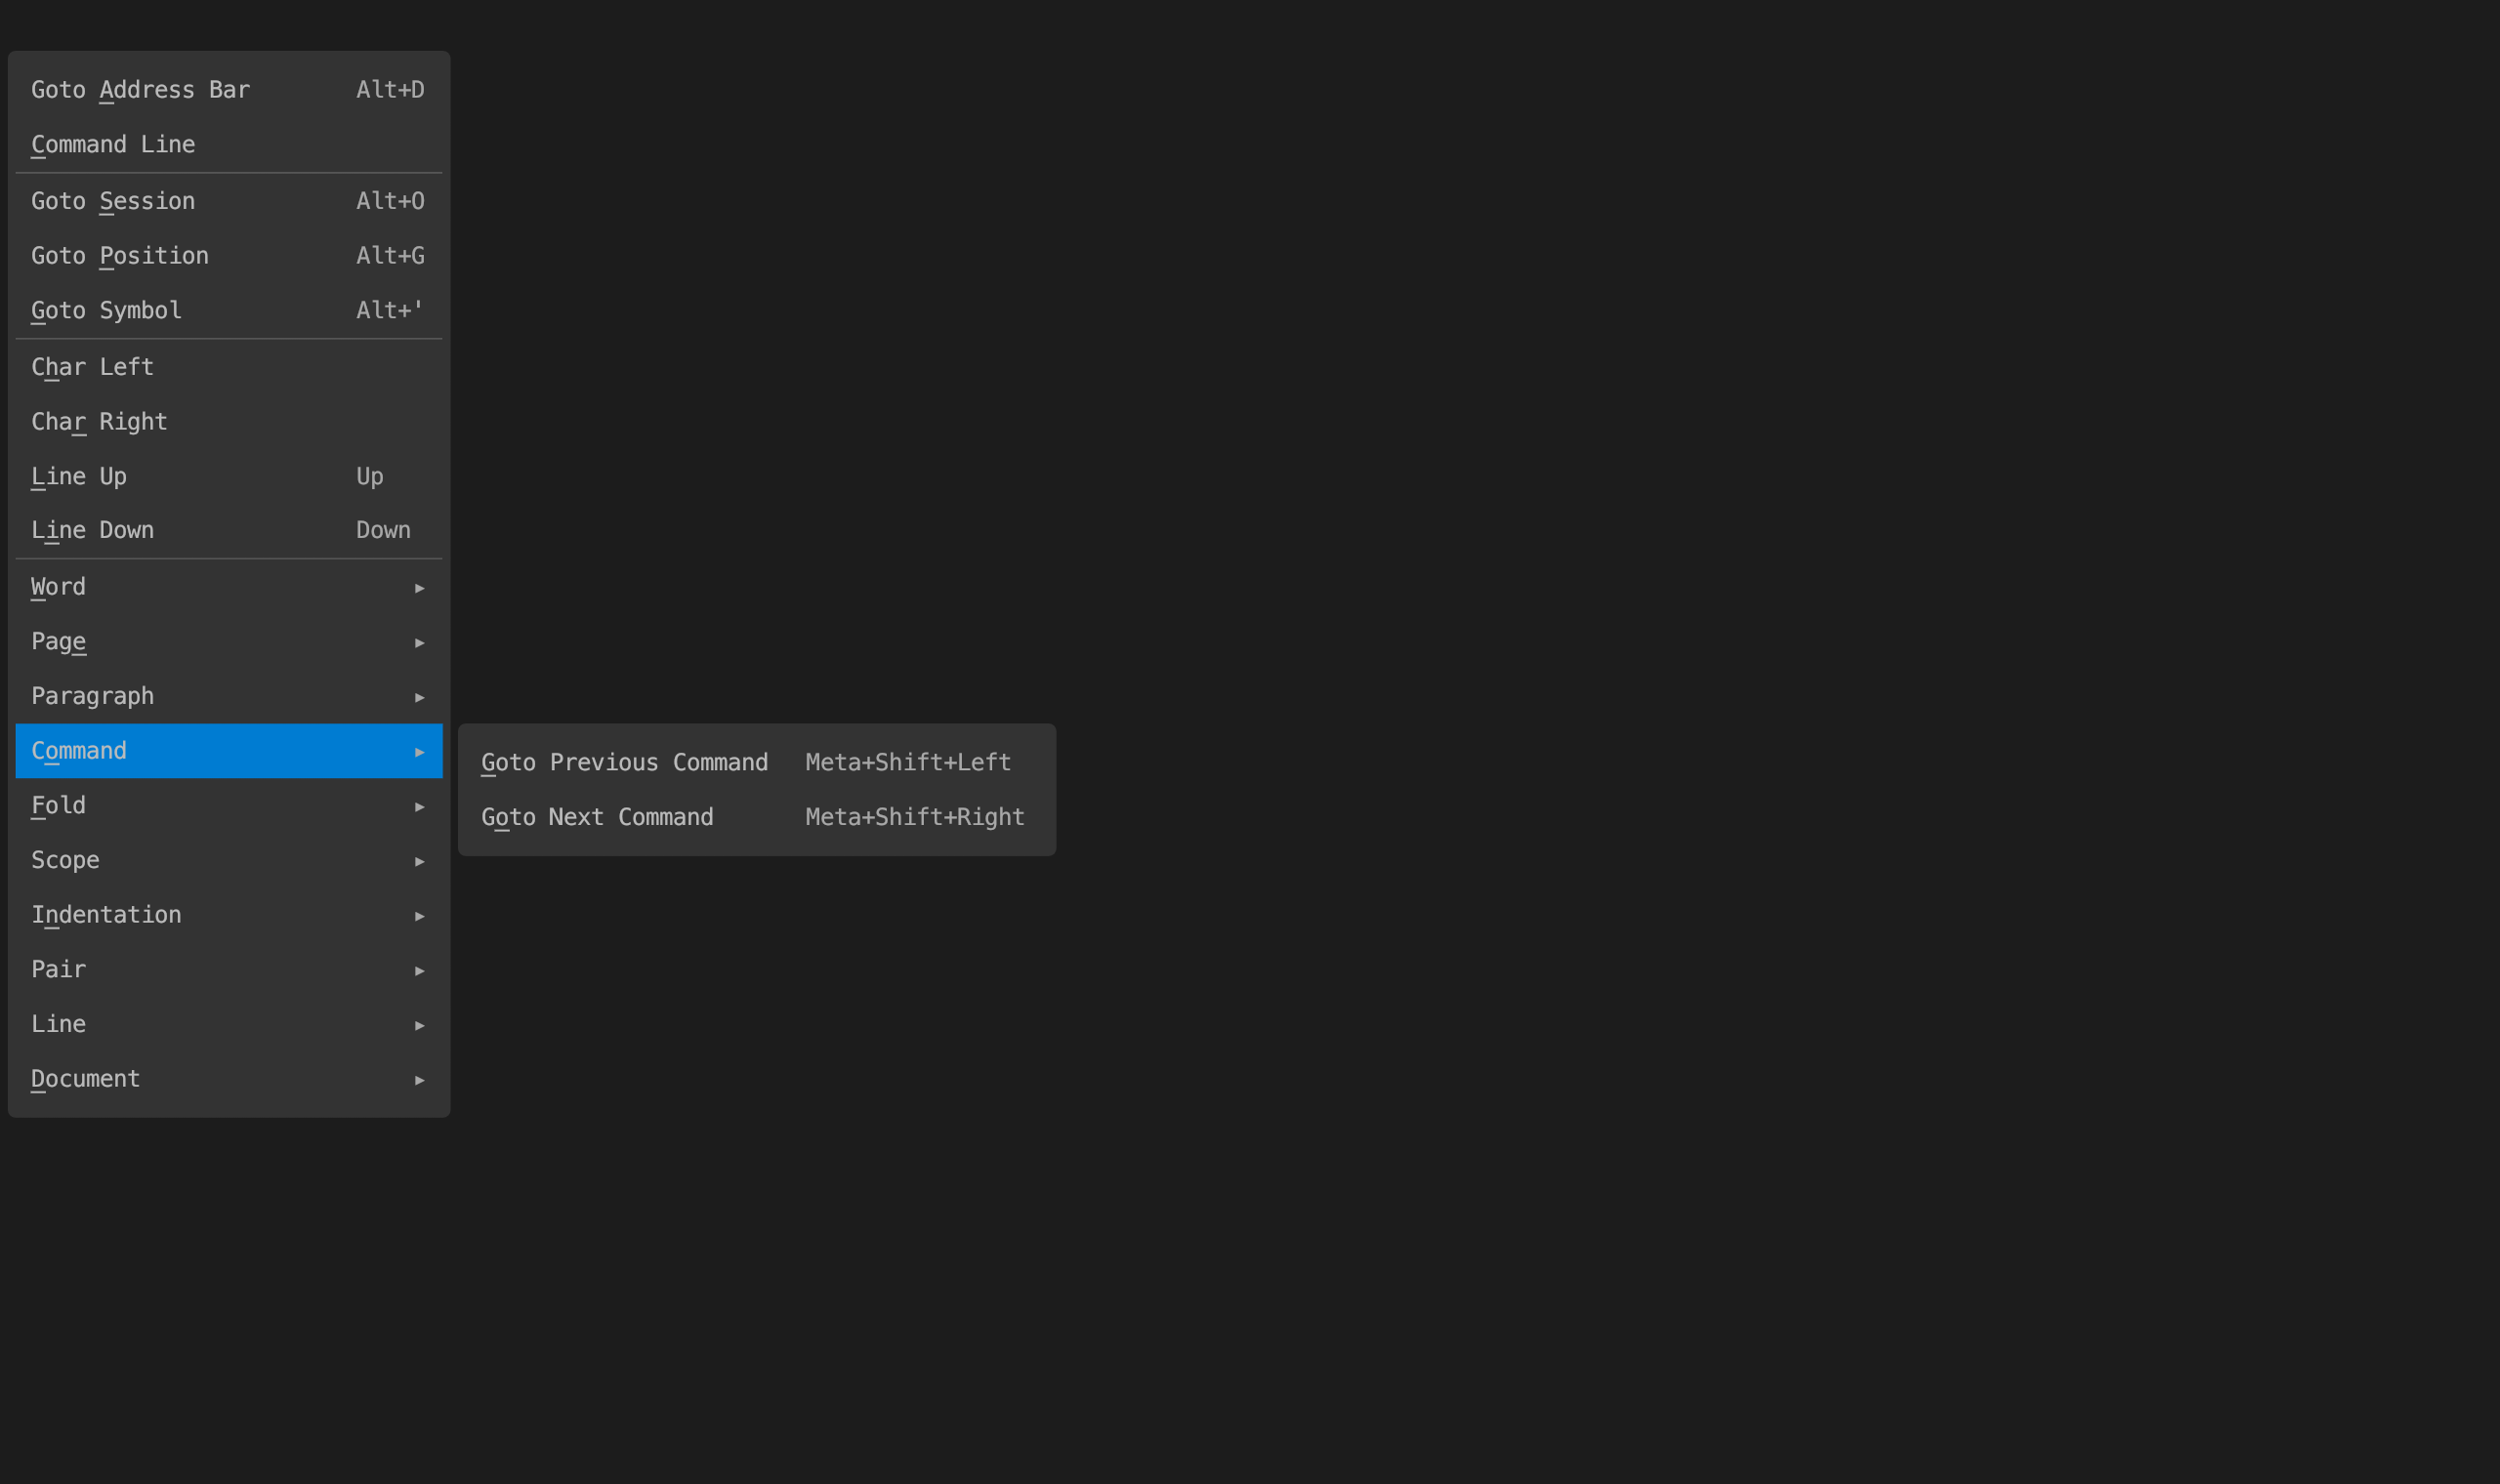 Goto Address Bar Alt+D
Command Line
Goto Session Alt+O
Goto Position Alt+G
Goto Symbol Alt+'
Char Left
Char Right
Line Up Up
Line Down Down
Word ▸
Page ▸
Paragraph ▸
Command ▸
Goto Previous Command Meta+Shift+Left
Goto Next Command Meta+Shift+Right
Fold ▸
Scope ▸
Indentation ▸
Pair ▸
Line ▸
Document ▸